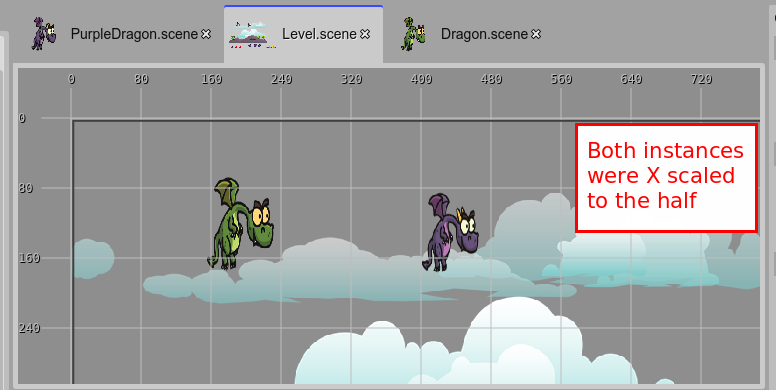 PurpleDragon.scene
Level.scene
Dragon.scene
0 80 160 240 320 400 480 560 640 720
0
80
160
240
Both instances
were X scaled
to the half